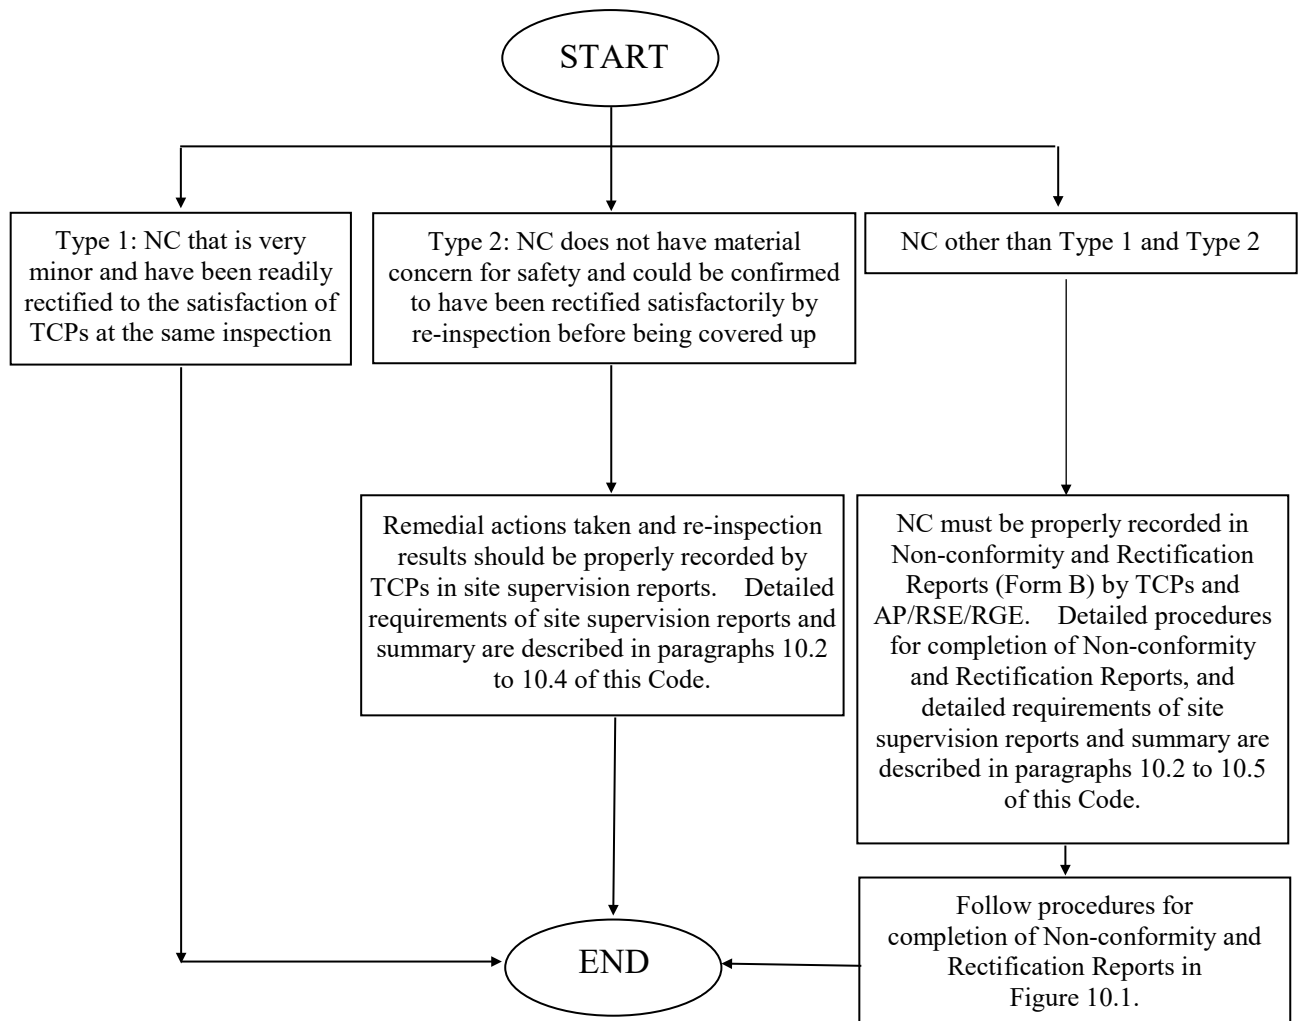 START
Type 1: NC that is very
minor and have been readily
rectified to the satisfaction of
TCPs at the same inspection
Type 2: NC does not have material
concern for safety and could be confirmed
to have been rectified satisfactorily by
re-inspection before being covered up
NC other than Type 1 and Type 2
Remedial actions taken and re-inspection
results should be properly recorded by
TCPs in site supervision reports. Detailed
requirements of site supervision reports and
summary are described in paragraphs 10.2
to 10.4 of this Code.
NC must be properly recorded in
Non-conformity and Rectification
Reports (Form B) by TCPs and
AP/RSE/RGE. Detailed procedures
for completion of Non-conformity
and Rectification Reports, and
detailed requirements of site
supervision reports and summary are
described in paragraphs 10.2 to 10.5
of this Code.
Follow procedures for
completion of Non-conformity and
Rectification Reports in
Figure 10.1.
END